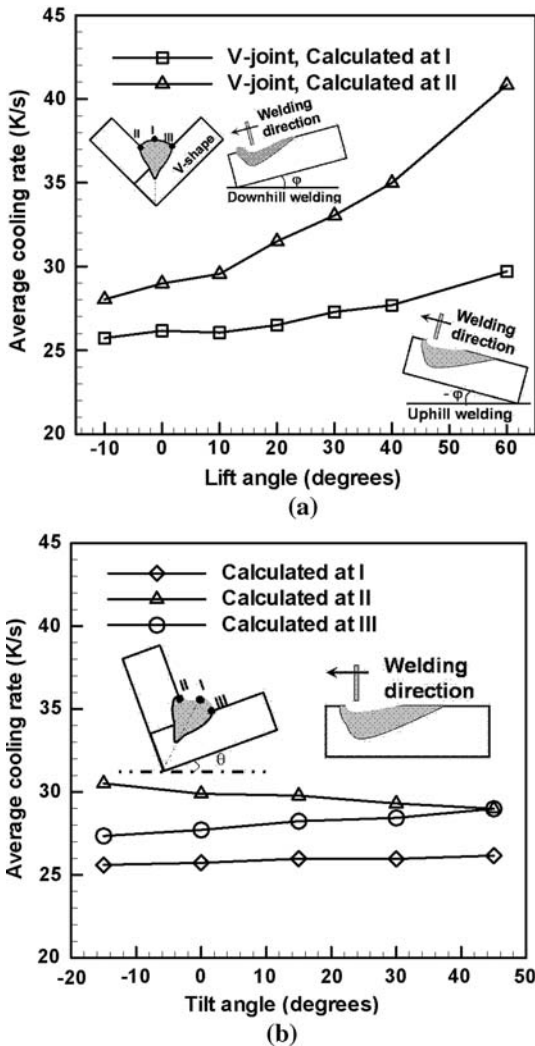 45
V-joint, Calculated at I
V-joint, Calculated at II
40
Welding
direction
I
II
III
V-shape
φ
Downhill welding
35
30
Welding
direction
25
- φ
Uphill welding
20
-10 0 10 20 30 40 50 60
Average cooling rate (K/s)
Lift angle (degrees)
(a)
45
Calculated at I
Calculated at II
Calculated at III
40
II
I
III
Welding
direction
35
θ
30
25
20
-20 -10 0 10 20 30 40 50
Average cooling rate (K/s)
Tilt angle (degrees)
(b)